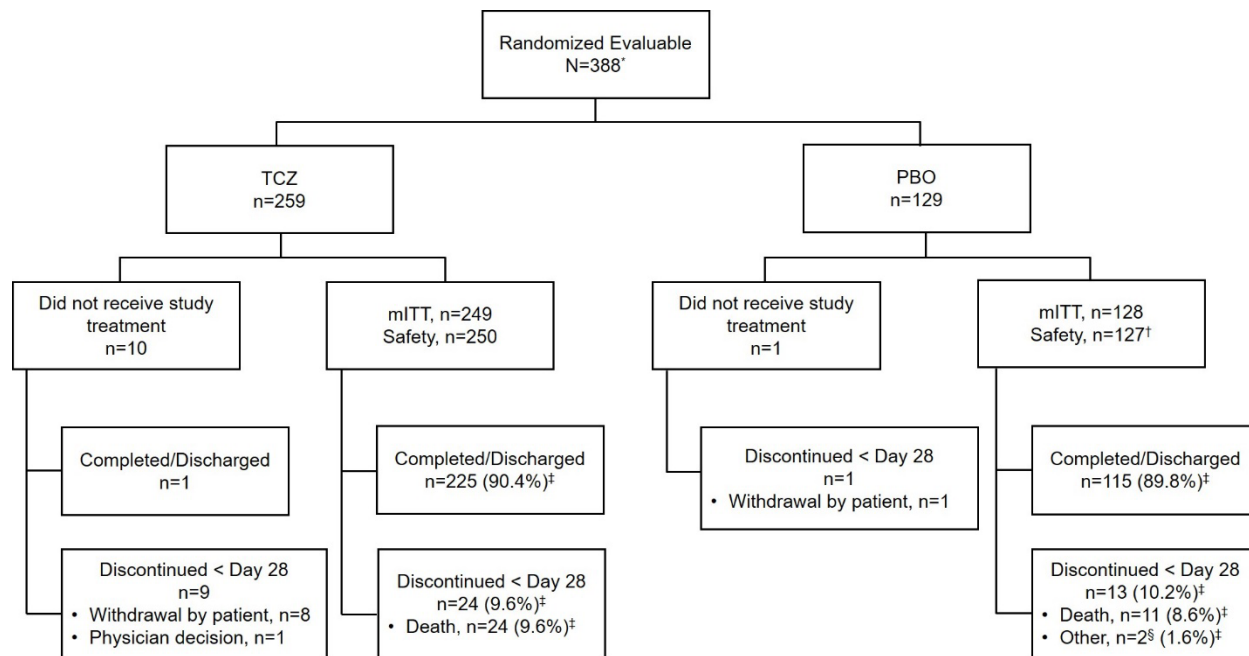 Randomized Evaluable
N=388*
TCZ
n=259
PBO
n=129
Did not receive study
treatment
n=10
mITT, n=249
Safety, n=250
Did not receive study
treatment
n=1
mITT, n=128
Safety, n=127†
Completed/Discharged
n=1
Completed/Discharged
n=225 (90.4%)‡
Discontinued < Day 28
n=1
• Withdrawal by patient, n=1
Completed/Discharged
n=115 (89.8%)‡
Discontinued < Day 28
n=9
• Withdrawal by patient, n=8
• Physician decision, n=1
Discontinued < Day 28
n=24 (9.6%)‡
• Death, n=24 (9.6%)‡
Discontinued < Day 28
n=13 (10.2%)‡
• Death, n=11 (8.6%)‡
• Other, n=2§ (1.6%)‡